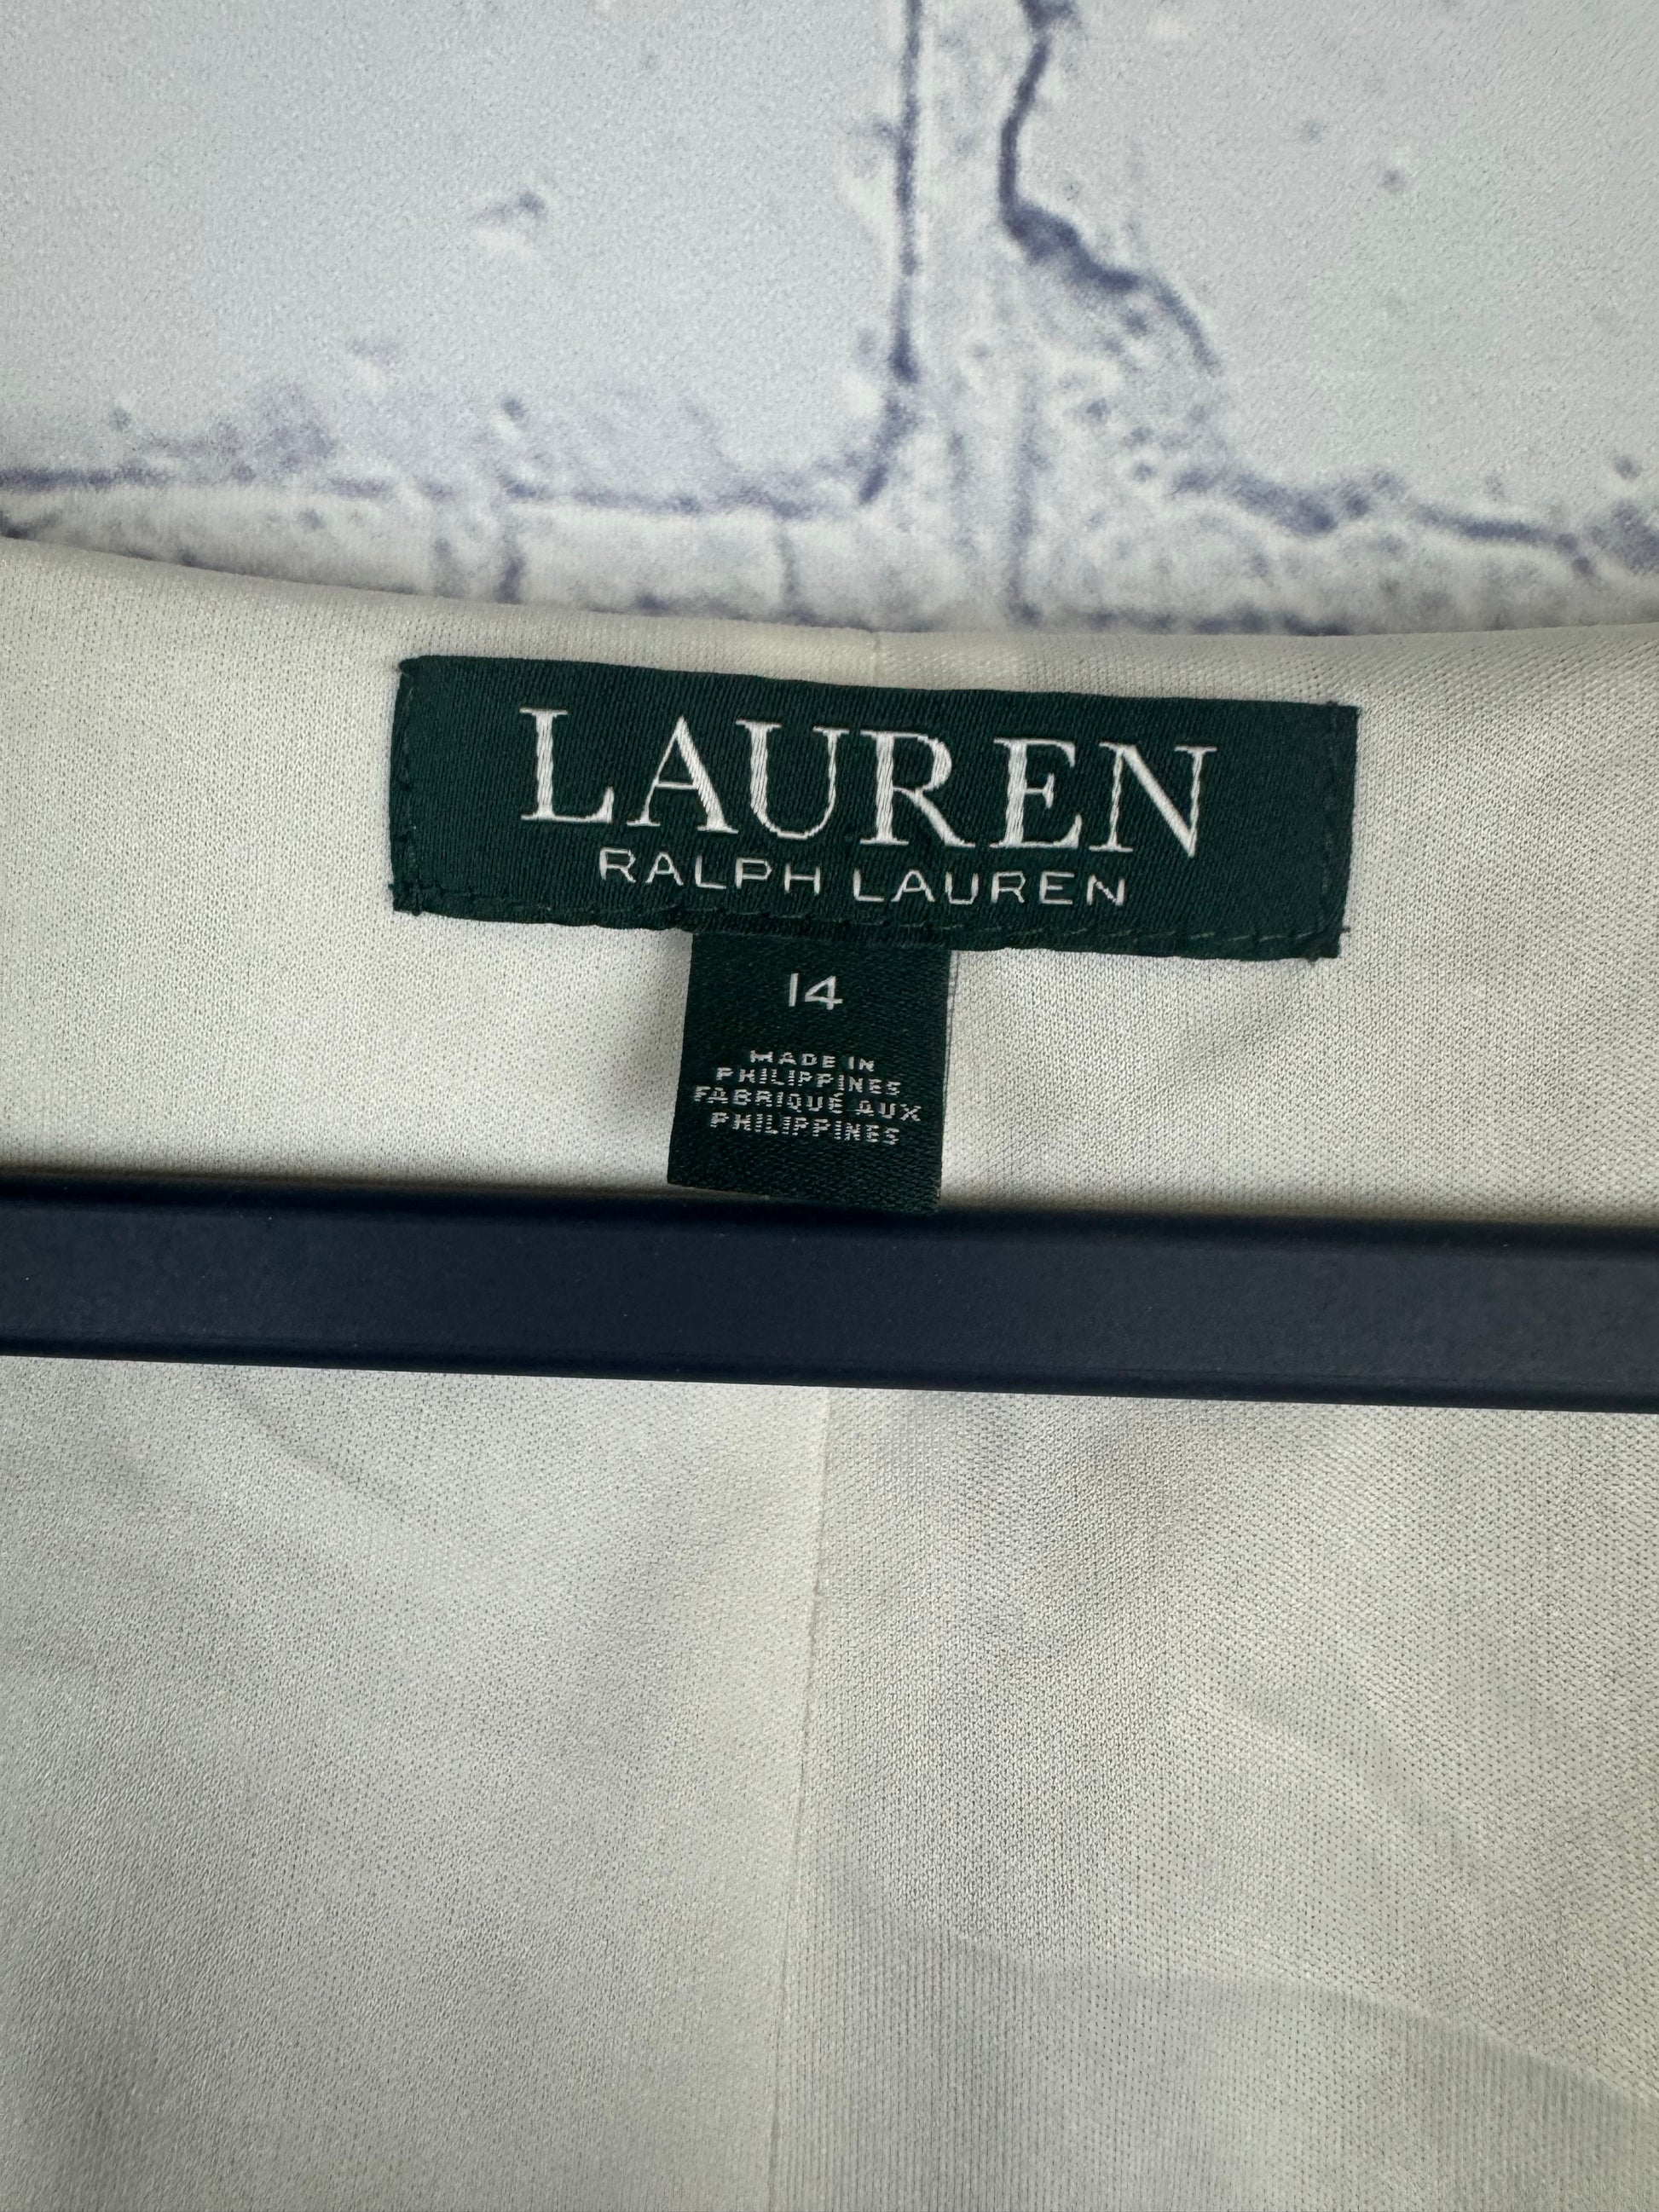 LAUREN
RALPH LAUREN
14
MADE IN
PHILIPPINES
FABRIQUÉ AUX
PHILIPPINES